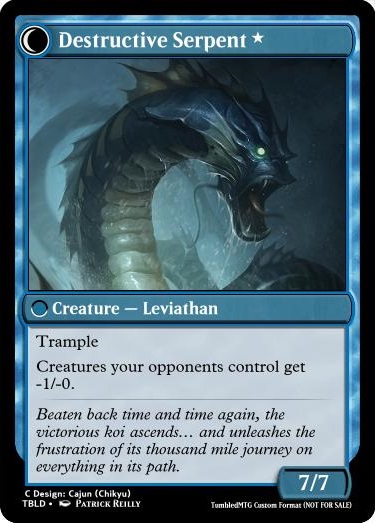 Destructive Serpent ★
Creature — Leviathan
Trample
Creatures your opponents control get
-1/-0.
Beaten back time and time again, the
victorious koi ascends… and unleashes the
frustration of its thousand mile journey on
everything in its path.
7/7
C Design: Cajun (Chikyu)
TBLD • Patrick Reilly
TumbledMTG Custom Format (NOT FOR SALE)